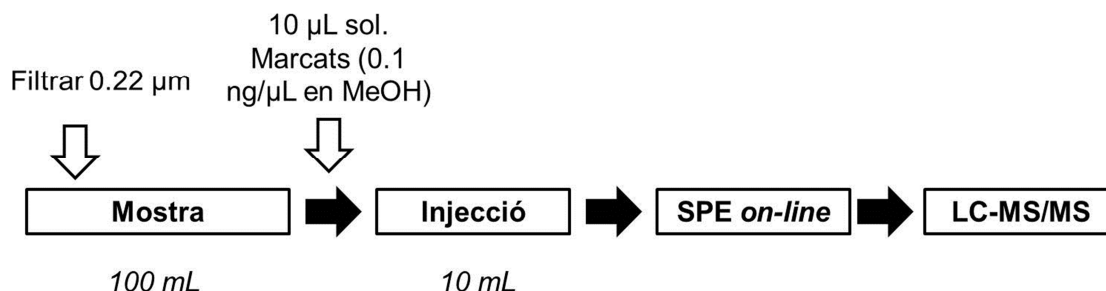 10 µL sol.
Marcats (0.1
ng/µL en MeOH)
Filtrar 0.22 µm
Mostra
Injecció
SPE on-line
LC-MS/MS
100 mL
10 mL